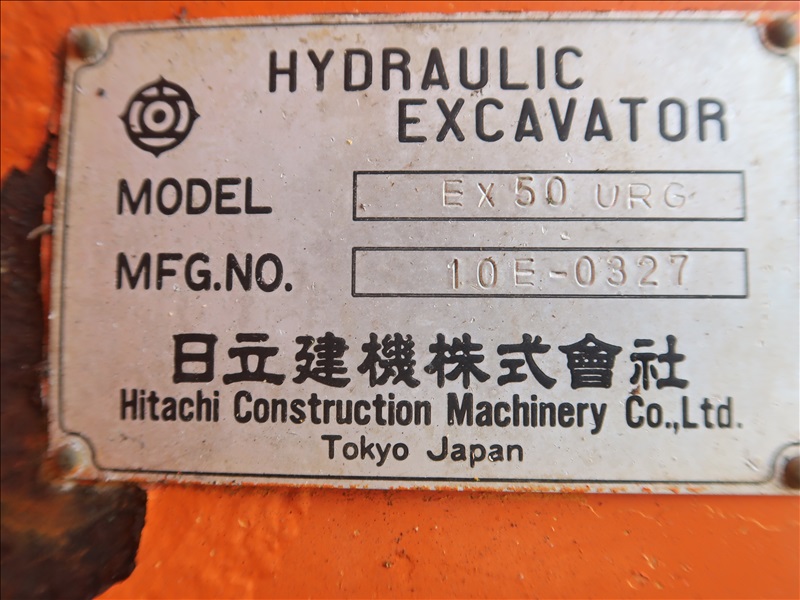 HYDRAULIC
EXCAVATOR
MODEL EX50 URG
MFG.NO. 10E-0327
日立建機株式會社
Hitachi Construction Machinery Co.,Ltd.
Tokyo Japan